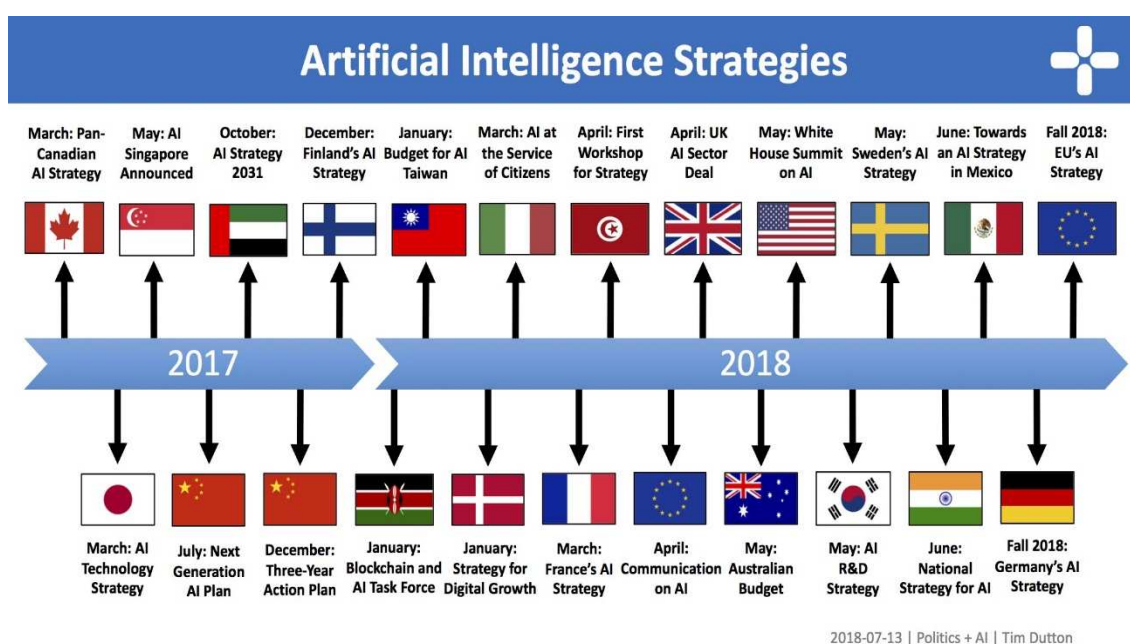 Artificial Intelligence Strategies
March: Pan-
Canadian
AI Strategy
May: AI
Singapore
Announced
October:
AI Strategy
2031
December:
Finland's AI
Strategy
January:
Budget for AI
Taiwan
March: AI at
the Service
of Citizens
April: First
Workshop
for Strategy
April: UK
AI Sector
Deal
May: White
House Summit
on AI
May:
Sweden's AI
Strategy
June: Towards
an AI Strategy
in Mexico
Fall 2018:
EU's AI
Strategy
2017
2018
March: AI
Technology
Strategy
July: Next
Generation
AI Plan
December:
Three-Year
Action Plan
January:
Blockchain and
AI Task Force
January:
Strategy for
Digital Growth
March:
France's AI
Strategy
April:
Communication
on AI
May:
Australian
Budget
May: AI
R&D
Strategy
June:
National
Strategy for AI
Fall 2018:
Germany's AI
Strategy
2018-07-13 | Politics + AI | Tim Dutton